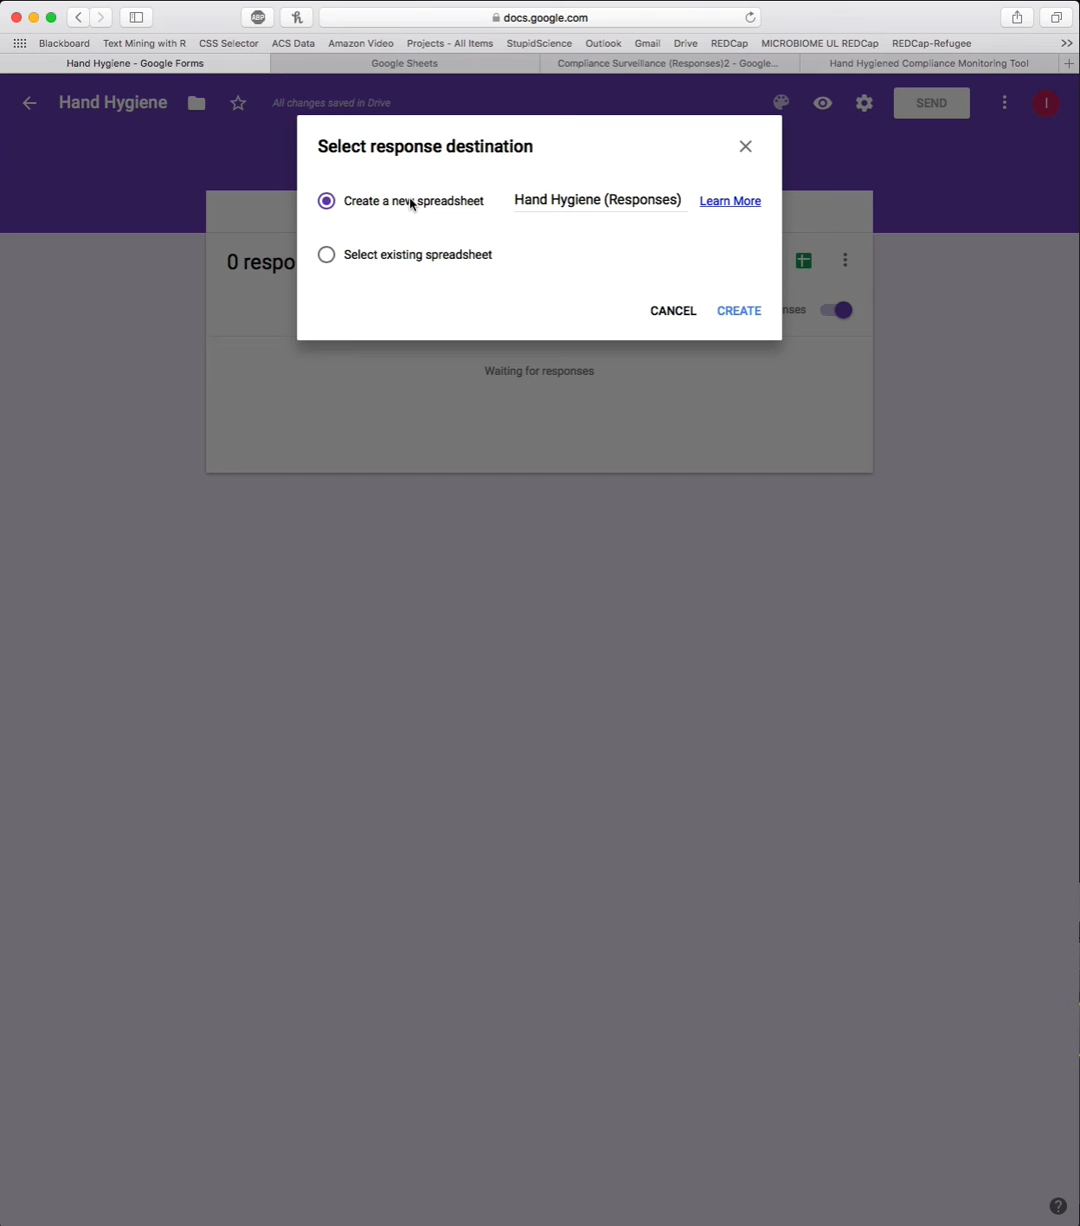 ABP
docs.google.com
Blackboard Text Mining with R CSS Selector ACS Data Amazon Video Projects - All Items StupidScience Outlook Gmail Drive REDCap MICROBIOME UL REDCap REDCap-Refugee >>
Hand Hygiene - Google Forms Google Sheets Compliance Surveillance (Responses)2 - Google... Hand Hygiened Compliance Monitoring Tool +
Hand Hygiene All changes saved in Drive SEND I
Select response destination
Create a new spreadsheet Hand Hygiene (Responses) Learn More
Select existing spreadsheet
0 respo
CANCEL CREATE nses
Waiting for responses
?